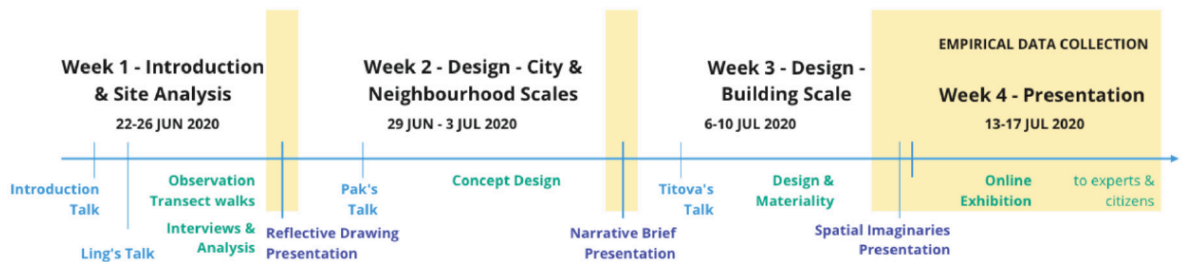 EMPIRICAL DATA COLLECTION
Week 1 - Introduction
& Site Analysis
22-26 JUN 2020
Week 2 - Design - City &
Neighbourhood Scales
29 JUN - 3 JUL 2020
Week 3 - Design -
Building Scale
6-10 JUL 2020
Week 4 - Presentation
13-17 JUL 2020
Introduction
Talk
Ling's Talk
Observation
Transect walks
Interviews &
Analysis
Reflective Drawing
Presentation
Pak's
Talk
Concept Design
Narrative Brief
Presentation
Titova's
Talk
Design &
Materiality
Spatial Imaginaries
Presentation
Online
Exhibition
to experts &
citizens